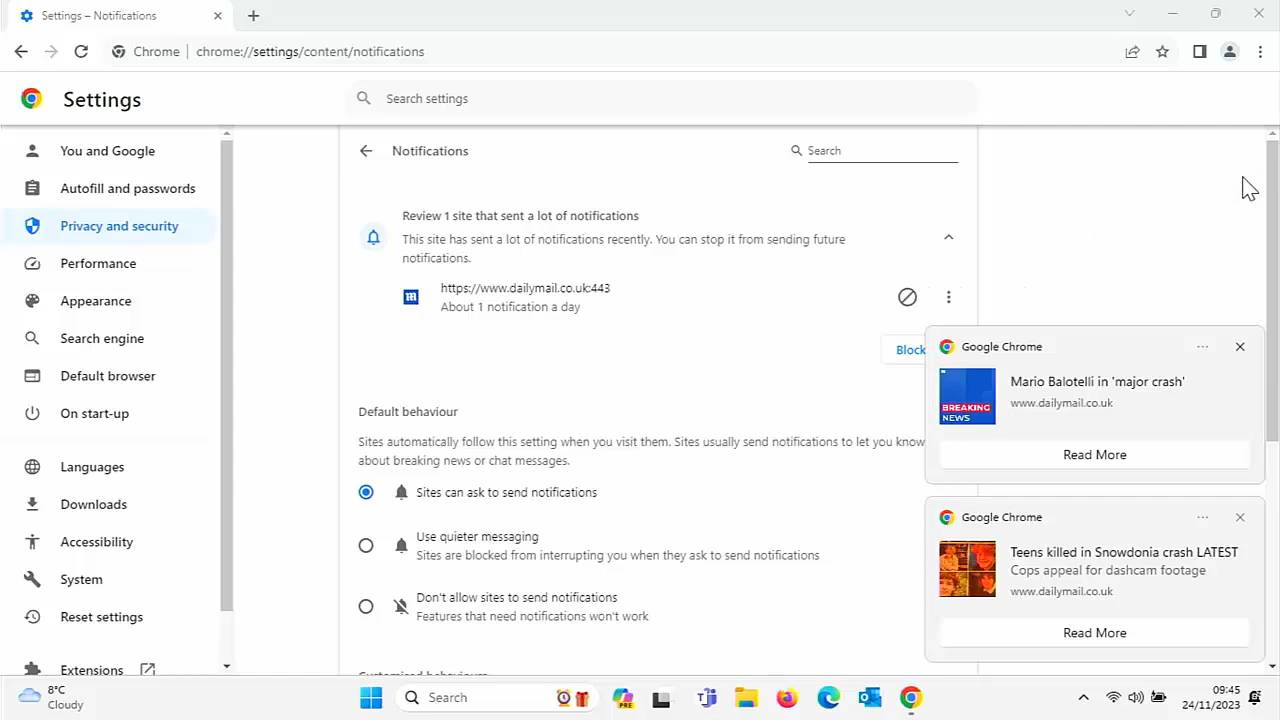 Settings – Notifications
Chrome
chrome://settings/content/notifications
Settings
Search settings
You and Google
Autofill and passwords
Privacy and security
Performance
Appearance
Search engine
Default browser
On start-up
Languages
Downloads
Accessibility
System
Reset settings
Extensions
Notifications
Search
Review 1 site that sent a lot of notifications
This site has sent a lot of notifications recently. You can stop it from sending future
notifications.
m
https://www.dailymail.co.uk:443
About 1 notification a day
Block
Default behaviour
Sites automatically follow this setting when you visit them. Sites usually send notifications to let you know
about breaking news or chat messages.
Sites can ask to send notifications
Use quieter messaging
Sites are blocked from interrupting you when they ask to send notifications
Don't allow sites to send notifications
Features that need notifications won't work
Customised behaviours
Google Chrome
BREAKING
NEWS
Mario Balotelli in 'major crash'
www.dailymail.co.uk
Read More
Google Chrome
Teens killed in Snowdonia crash LATEST
Cops appeal for dashcam footage
www.dailymail.co.uk
Read More
8°C
Cloudy
Search
PRE
09:45
24/11/2023